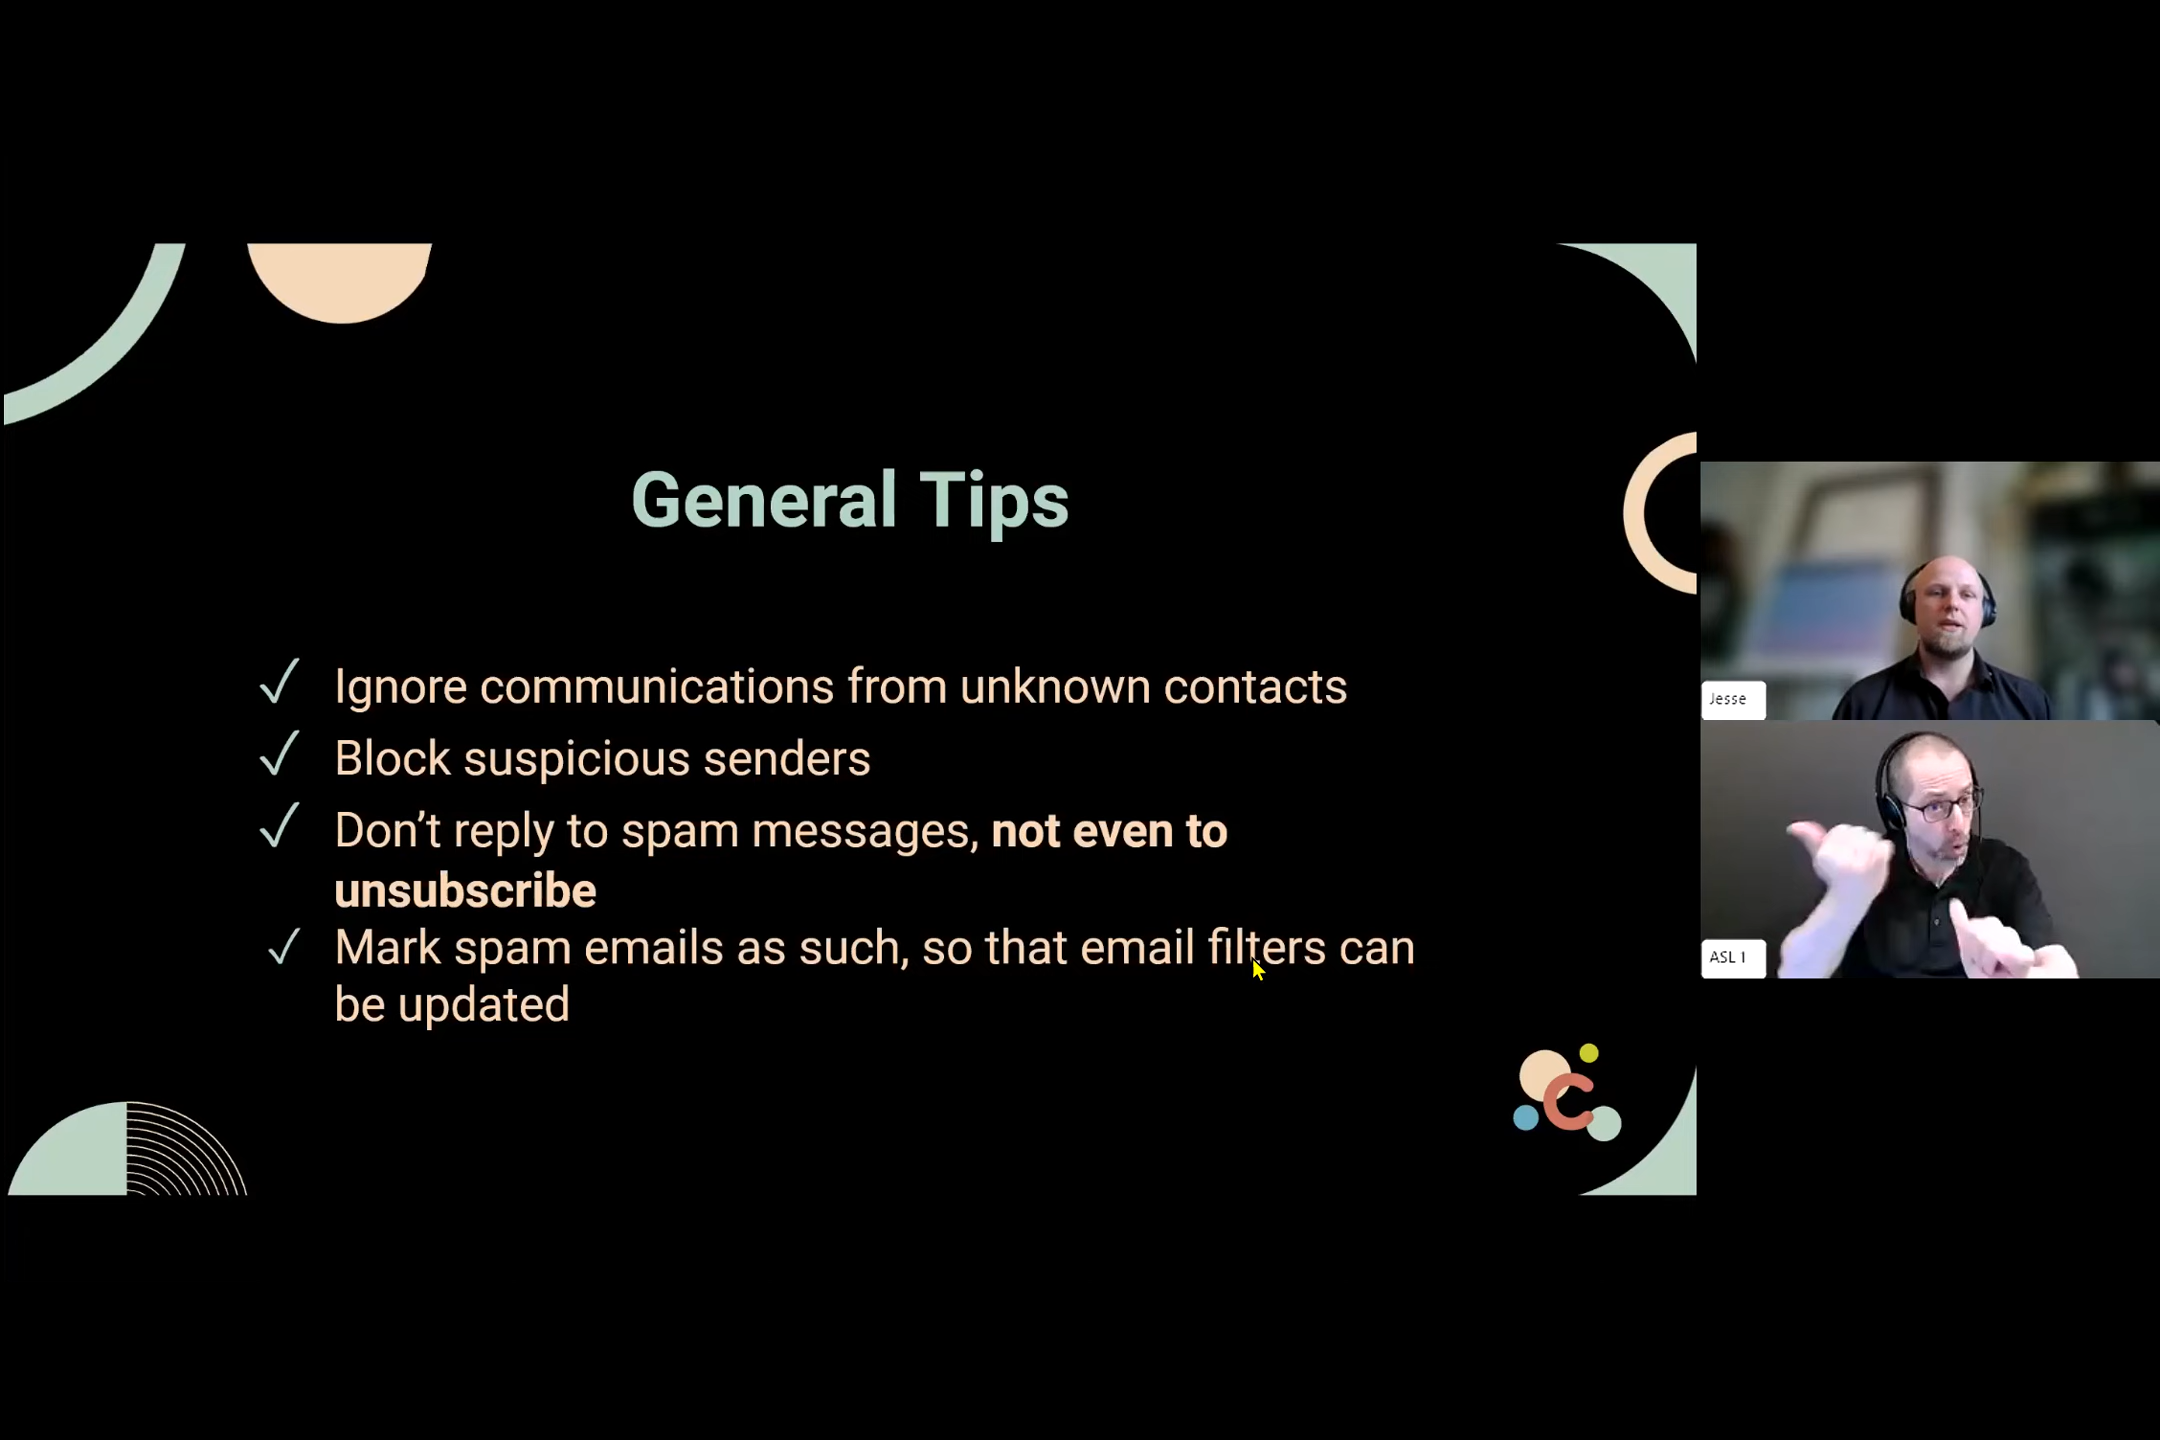 General Tips
✓ Ignore communications from unknown contacts
✓ Block suspicious senders
✓ Don’t reply to spam messages, not even to
unsubscribe
✓ Mark spam emails as such, so that email filters can
be updated
Jesse
ASL 1
C